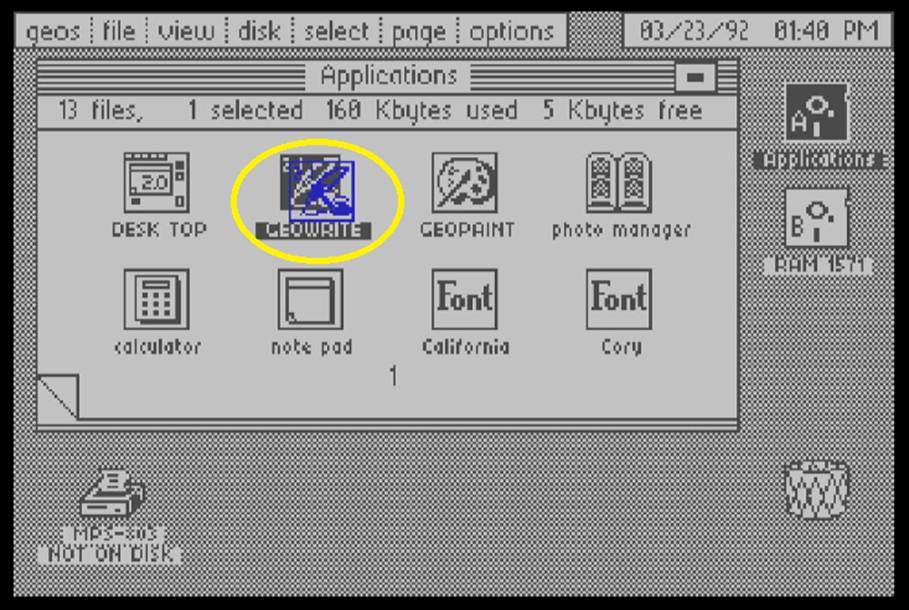 geos file view disk select page options 03/23/92 01:40 PM
Applications
13 files, 1 selected 160 Kbytes used 5 Kbytes free
2.0
DESK TOP GEOWRITE GEOPAINT photo manager
A
Applications
Font Font
calculator note pad California Cory
B
RAM 1571
1
MPS-803
NOT ON DISK